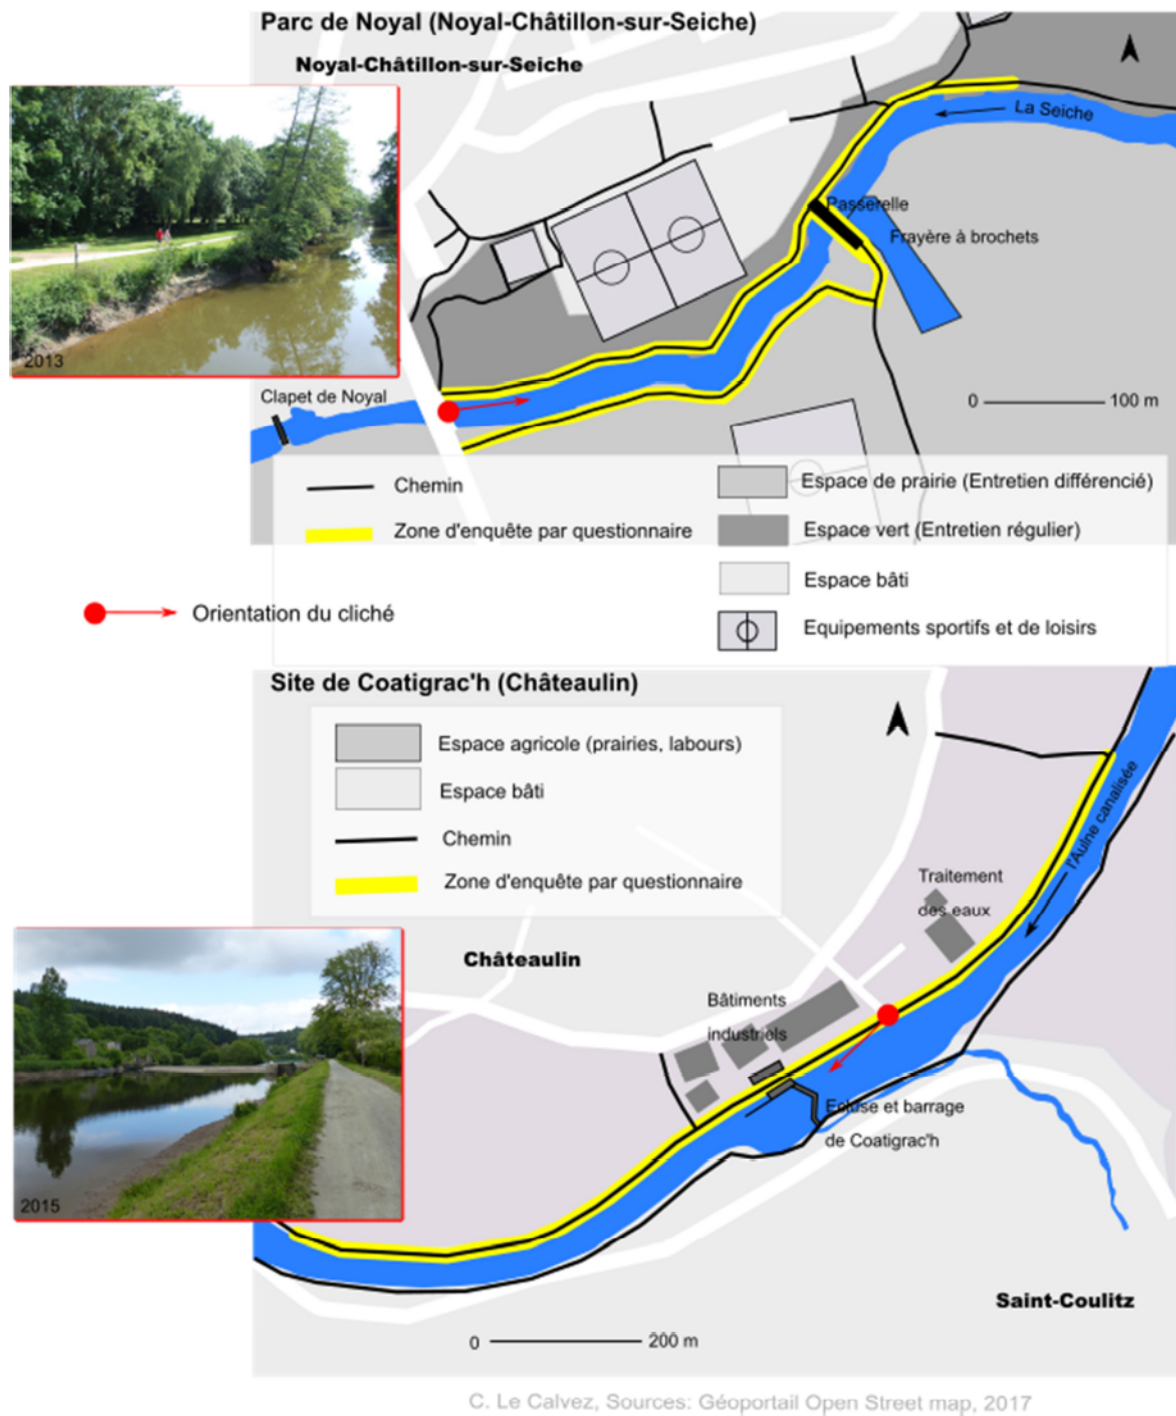 Parc de Noyal (Noyal-Châtillon-sur-Seiche)
Noyal-Châtillon-sur-Seiche
La Seiche
2013
Passerelle
Frayère à brochets
Clapet de Noyal
0 100 m
Chemin
Zone d'enquête par questionnaire
Espace de prairie (Entretien différencié)
Espace vert (Entretien régulier)
Espace bâti
Equipements sportifs et de loisirs
Orientation du cliché
Site de Coatigrac'h (Châteaulin)
Espace agricole (prairies, labours)
Espace bâti
Chemin
Zone d'enquête par questionnaire
l'Aulne canalisée
Traitement
des eaux
Châteaulin
Bâtiments
industriels
Ecluse et barrage
de Coatigrac'h
2015
Saint-Coulitz
0 200 m
C. Le Calvez, Sources: Géoportail Open Street map, 2017